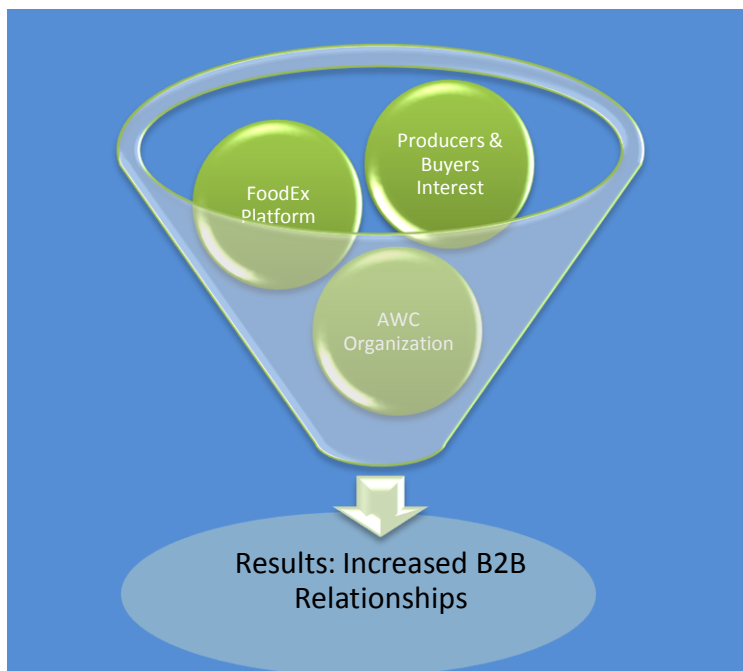 Producers &
Buyers
Interest
FoodEx
Platform
AWC
Organization
Results: Increased B2B
Relationships